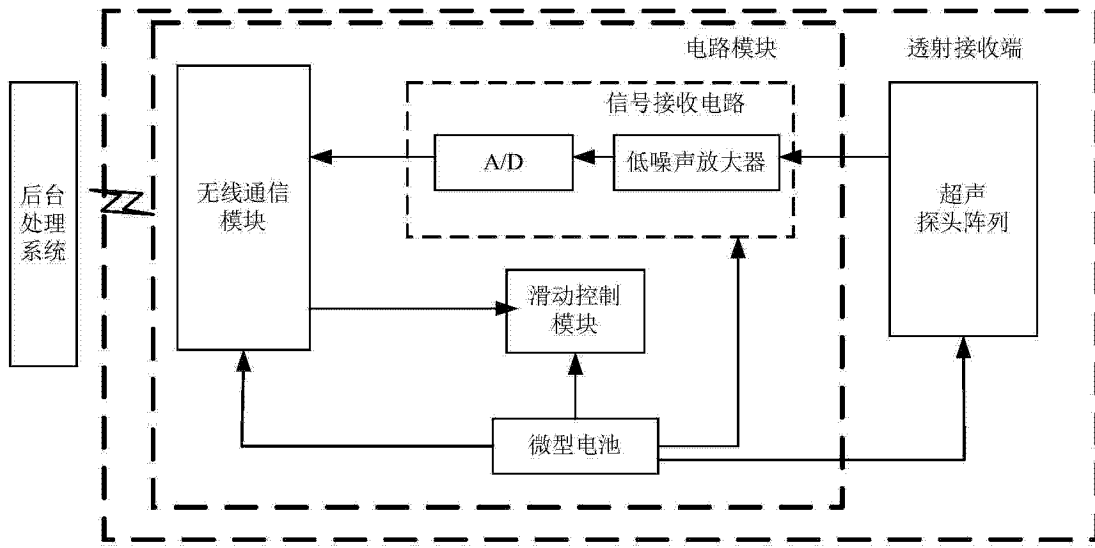 电路模块
透射接收端
信号接收电路
A/D
低噪声放大器
后台
处理
系统
无线通信
模块
超声
探头阵列
滑动控制
模块
微型电池